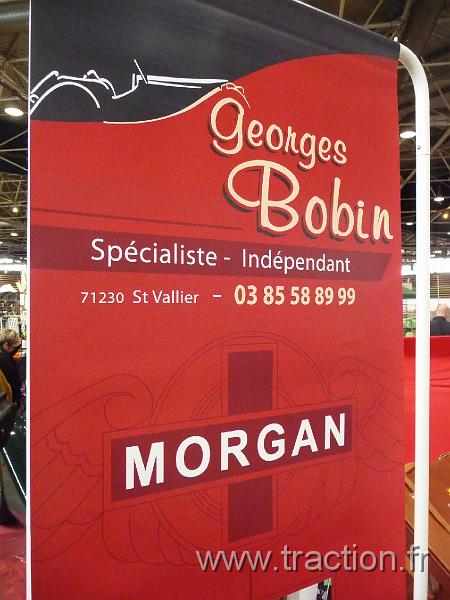 Georges
Bobin
Spécialiste - Indépendant
71230 St Vallier - 03 85 58 89 99
MORGAN
www.traction.fr